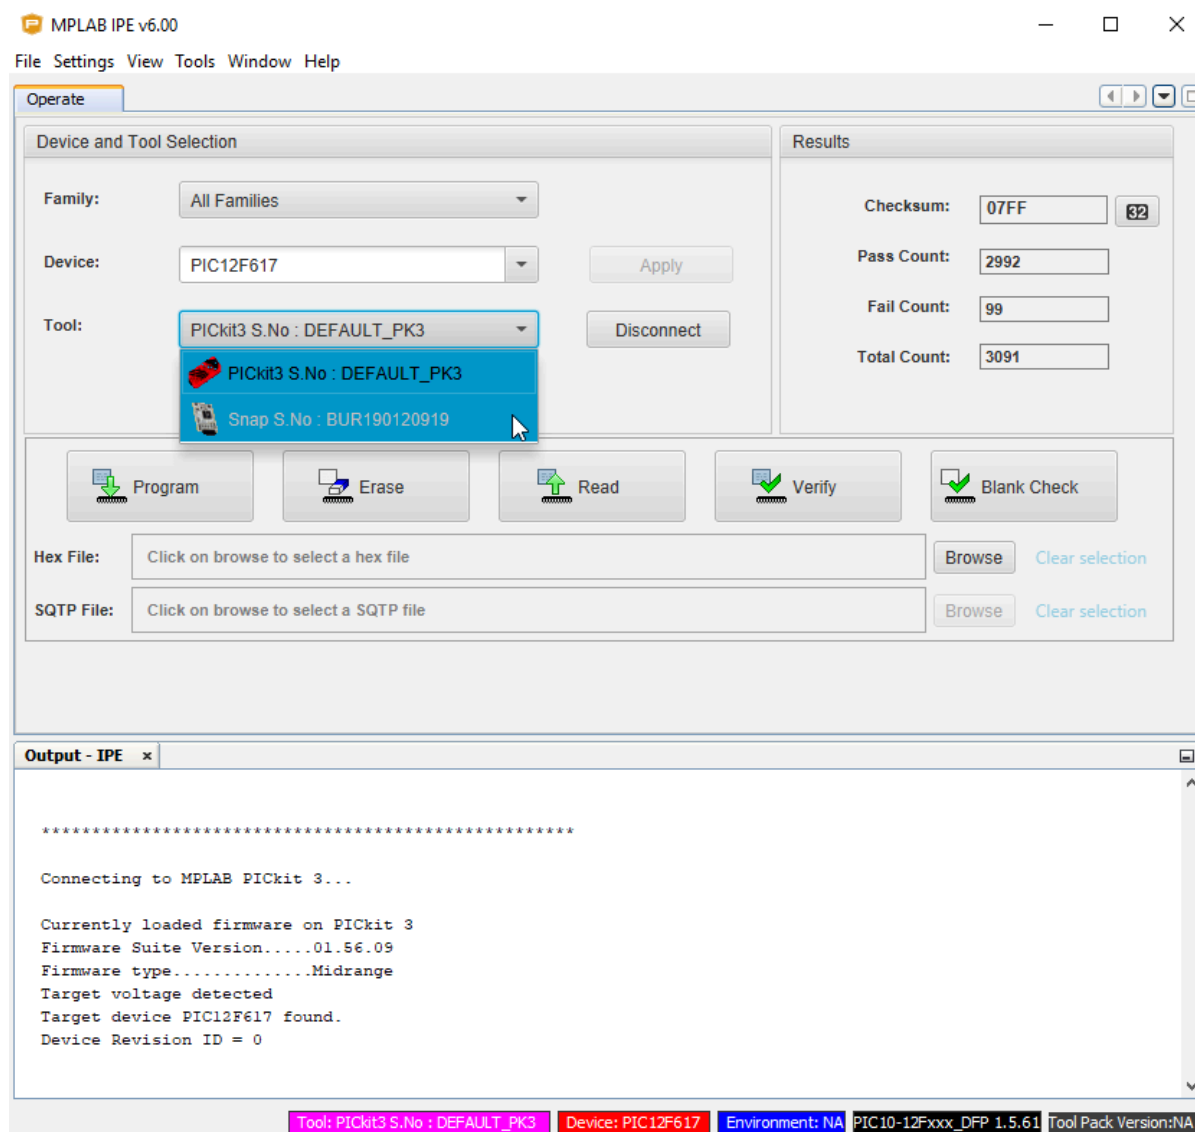 MPLAB IPE v6.00
File Settings View Tools Window Help
Operate
Device and Tool Selection
Family:
All Families
Device:
PIC12F617
Apply
Tool:
PICkit3 S.No : DEFAULT_PK3
Disconnect
PICkit3 S.No : DEFAULT_PK3
Snap S.No : BUR190120919
Results
Checksum:
07FF
32
Pass Count:
2992
Fail Count:
99
Total Count:
3091
Program
Erase
Read
Verify
Blank Check
Hex File:
Click on browse to select a hex file
Browse
Clear selection
SQTP File:
Click on browse to select a SQTP file
Browse
Clear selection
Output - IPE x
*****************************************************
Connecting to MPLAB PICkit 3...
Currently loaded firmware on PICkit 3
Firmware Suite Version.....01.56.09
Firmware type..............Midrange
Target voltage detected
Target device PIC12F617 found.
Device Revision ID = 0
Tool: PICkit3 S.No : DEFAULT_PK3
Device: PIC12F617
Environment: NA
PIC10-12Fxxx_DFP 1.5.61
Tool Pack Version:NA